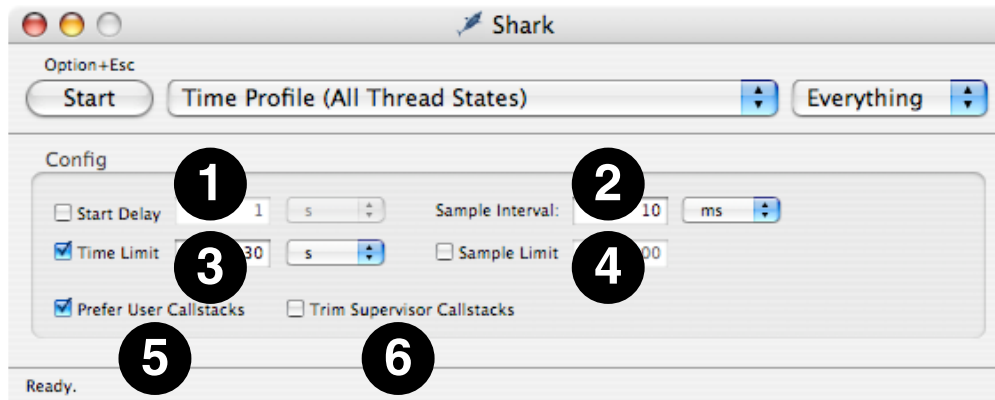 Shark
Option+Esc
Start Time Profile (All Thread States) Everything
Config
1 2
Start Delay 1 s Sample Interval: 10 ms
Time Limit 30 s Sample Limit 00
3 4
Prefer User Callstacks Trim Supervisor Callstacks
5 6
Ready.